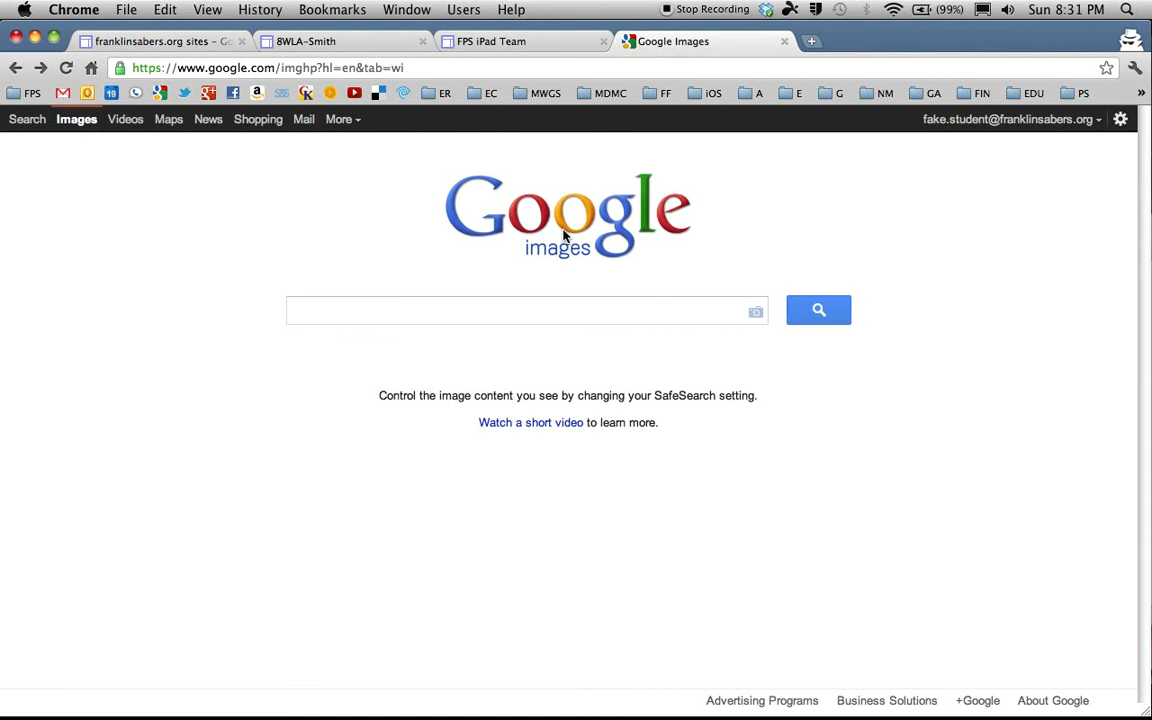 Chrome File Edit View History Bookmarks Window Users Help Stop Recording (99%) Sun 8:31 PM
franklinsabers.org sites – Go 8WLA-Smith FPS iPad Team Google Images
https://www.google.com/imghp?hl=en&tab=wi
FPS 19 SBS ER EC MWGS MDMC FF iOS A E G NM GA FIN EDU PS »
Search Images Videos Maps News Shopping Mail More fake.student@franklinsabers.org
Google
images
Control the image content you see by changing your SafeSearch setting.
Watch a short video to learn more.
Advertising Programs Business Solutions +Google About Google